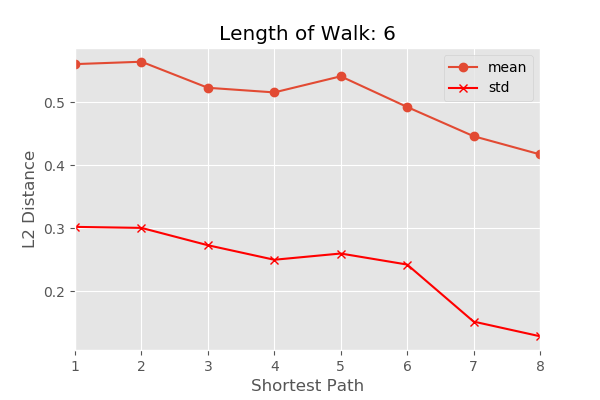 Length of Walk: 6
mean
std
0.5
0.4
0.3
0.2
L2 Distance
1 2 3 4 5 6 7 8
Shortest Path